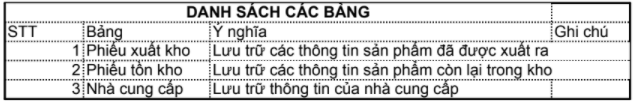 DANH SÁCH CÁC BẢNG
STT Bảng Ý nghĩa Ghi chú
1 Phiếu xuất kho Lưu trữ các thông tin sản phẩm đã được xuất ra
2 Phiếu tồn kho Lưu trữ các thông tin sản phẩm còn lại trong kho
3 Nhà cung cấp Lưu trữ thông tin của nhà cung cấp